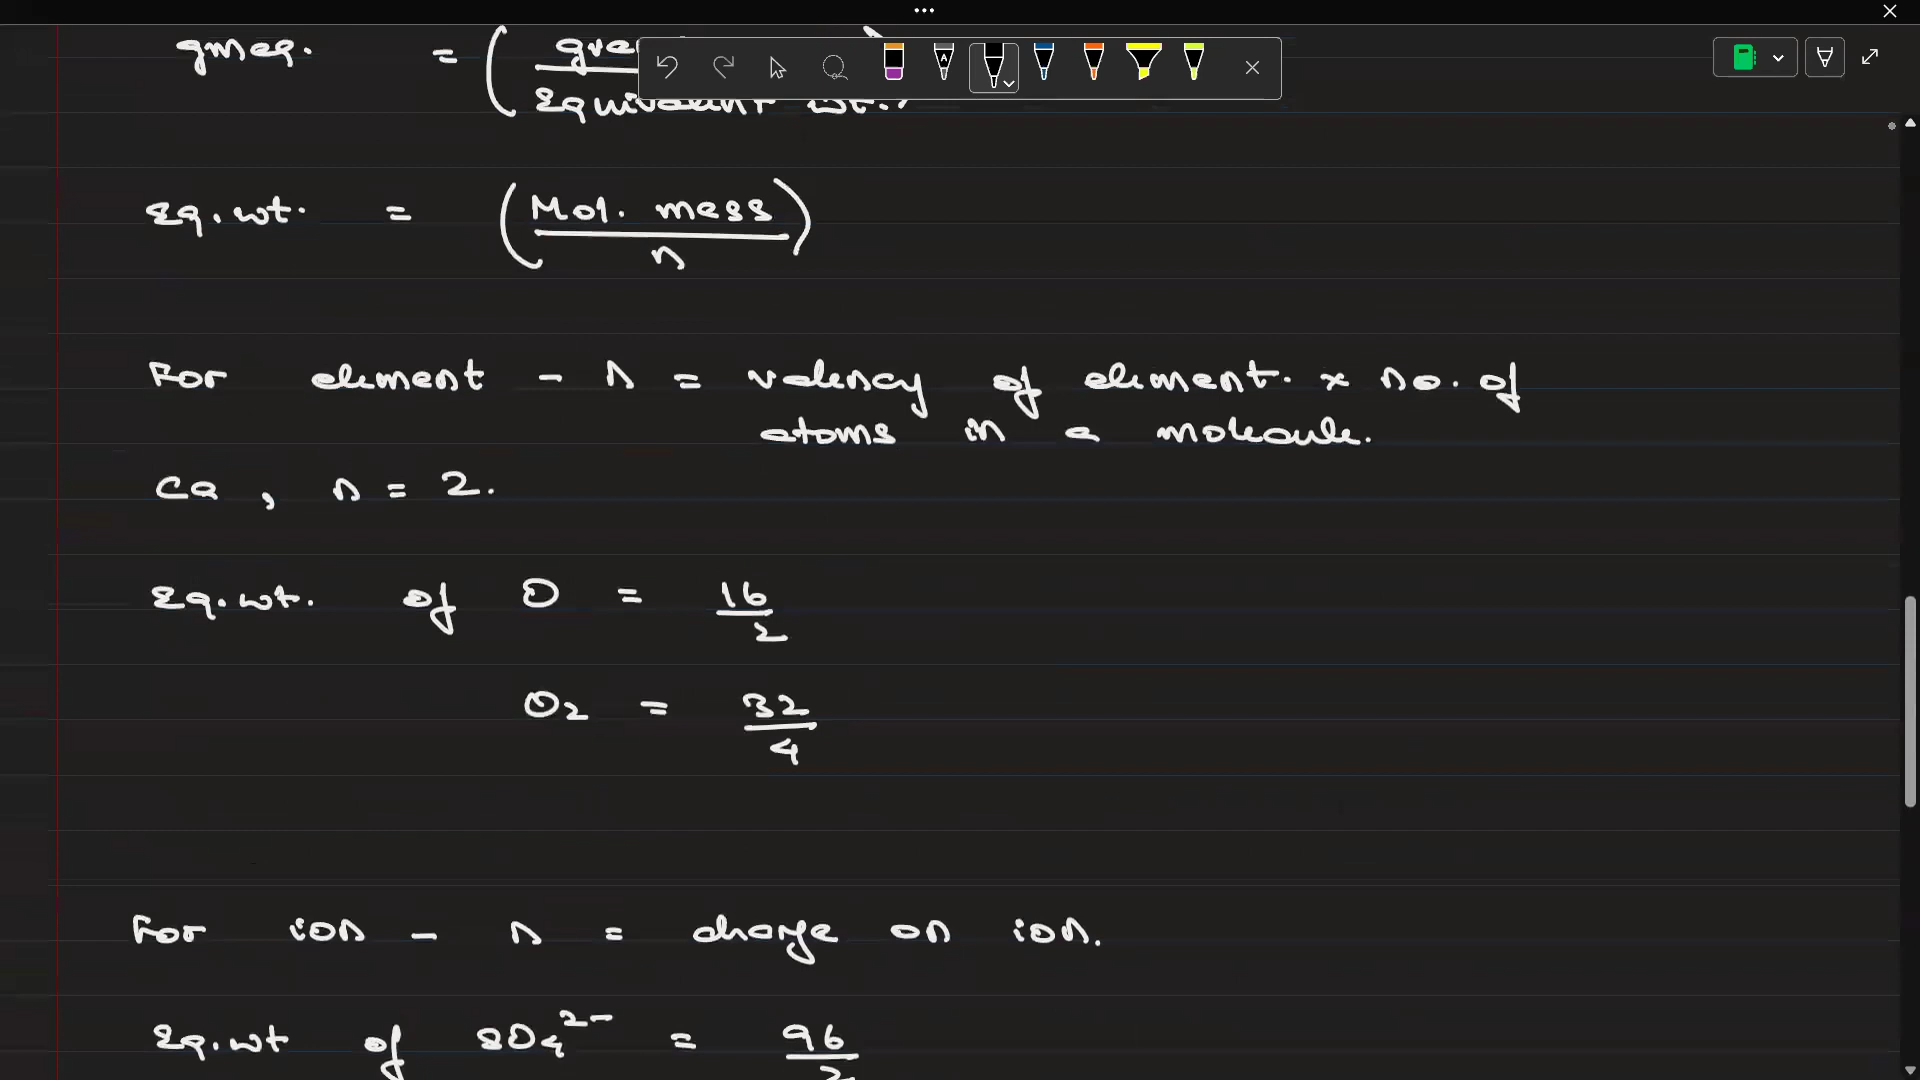 gmeq. = (
Equivalent wt.)
Eq.wt. = (Mol. mass
n)
For element - n = valency of element. × no. of
atoms in a molecule.
Ca , n = 2.
Eq.wt. of O = 16
2
O2 = 32
4
For ion - n = charge on ion.
Eq.wt of SO4 2- = 96
2